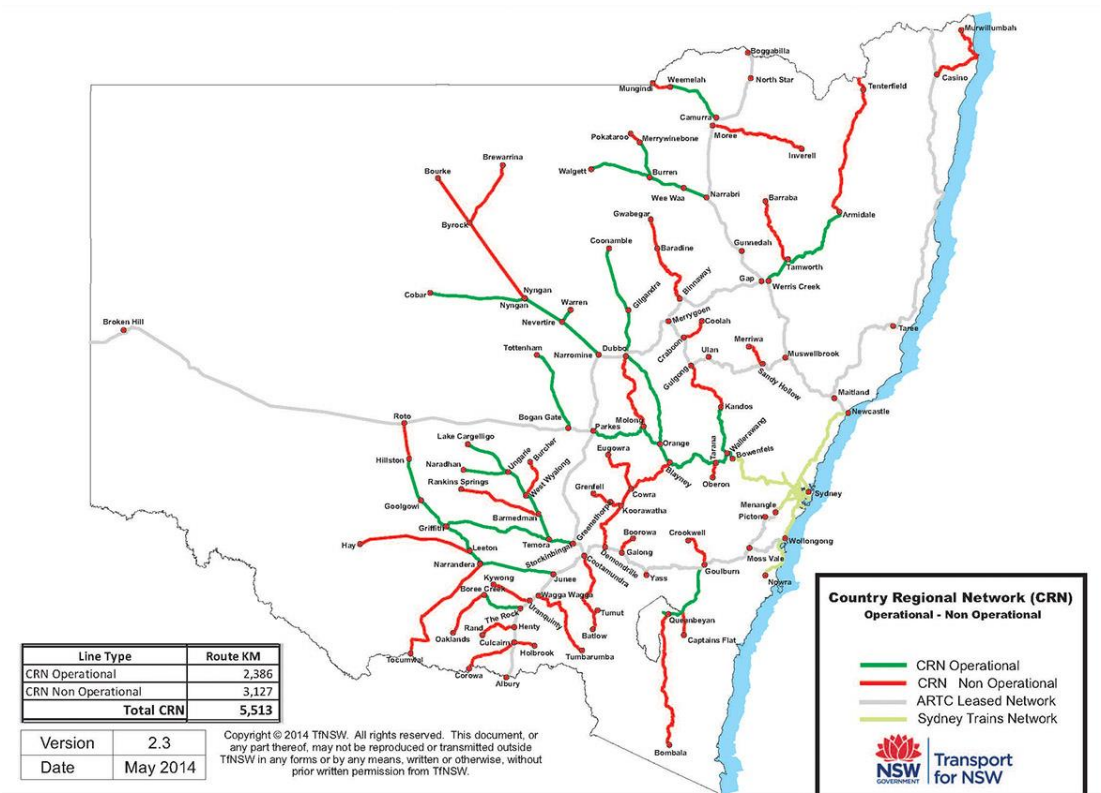 Murwillumbah
Boggabilla
Weemelah
North Star
Casino
Mungindi
Tenterfield
Camurra
Moree
Pokataroo
Merrywinebone
Inverell
Brewarrina
Bourke
Walgett
Burren
Wee Waa
Narrabri
Barraba
Gwabegar
Armidale
Byrock
Coonamble
Baradine
Gunnedah
Tamworth
Binnaway
Gap
Werris Creek
Cobar
Nyngan
Nyngan
Warren
Gilgandra
Nevertire
Merrygoen
Coolah
Broken Hill
Taree
Craboon
Merriwa
Tottenham
Narromine
Dubbo
Ulan
Muswellbrook
Gulgong
Sandy Hollow
Maitland
Roto
Bogan Gate
Parkes
Molong
Kandos
Newcastle
Lake Cargelligo
Orange
Wallerawang
Tarana
Bowenfels
Hillston
Naradhan
Ungarie
Burcher
Eugowra
Blayney
Oberon
Rankins Springs
West Wyalong
Grenfell
Cowra
Sydney
Goolgowi
Greenethorpe
Koorawatha
Menangle
Picton
Griffith
Barmedman
Boorowa
Crookwell
Wollongong
Hay
Leeton
Temora
Stockinbingal
Demondrille
Galong
Moss Vale
Narrandera
Cootamundra
Junee
Yass
Goulburn
Nowra
Kywong
Boree Creek
Wagga Wagga
The Rock
Uranquinty
Tumut
Queanbeyan
Oaklands
Rand
Henty
Batlow
Captains Flat
Culcairn
Holbrook
Tumbarumba
Tocumwal
Corowa
Albury
Bombala
Line Type Route KM
CRN Operational 2,386
CRN Non Operational 3,127
Total CRN 5,513
Version 2.3
Date May 2014
Copyright © 2014 TfNSW. All rights reserved. This document, or
any part thereof, may not be reproduced or transmitted outside
TfNSW in any forms or by any means, written or otherwise, without
prior written permission from TfNSW.
Country Regional Network (CRN)
Operational - Non Operational
CRN Operational
CRN Non Operational
ARTC Leased Network
Sydney Trains Network
NSW
GOVERNMENT
Transport
for NSW